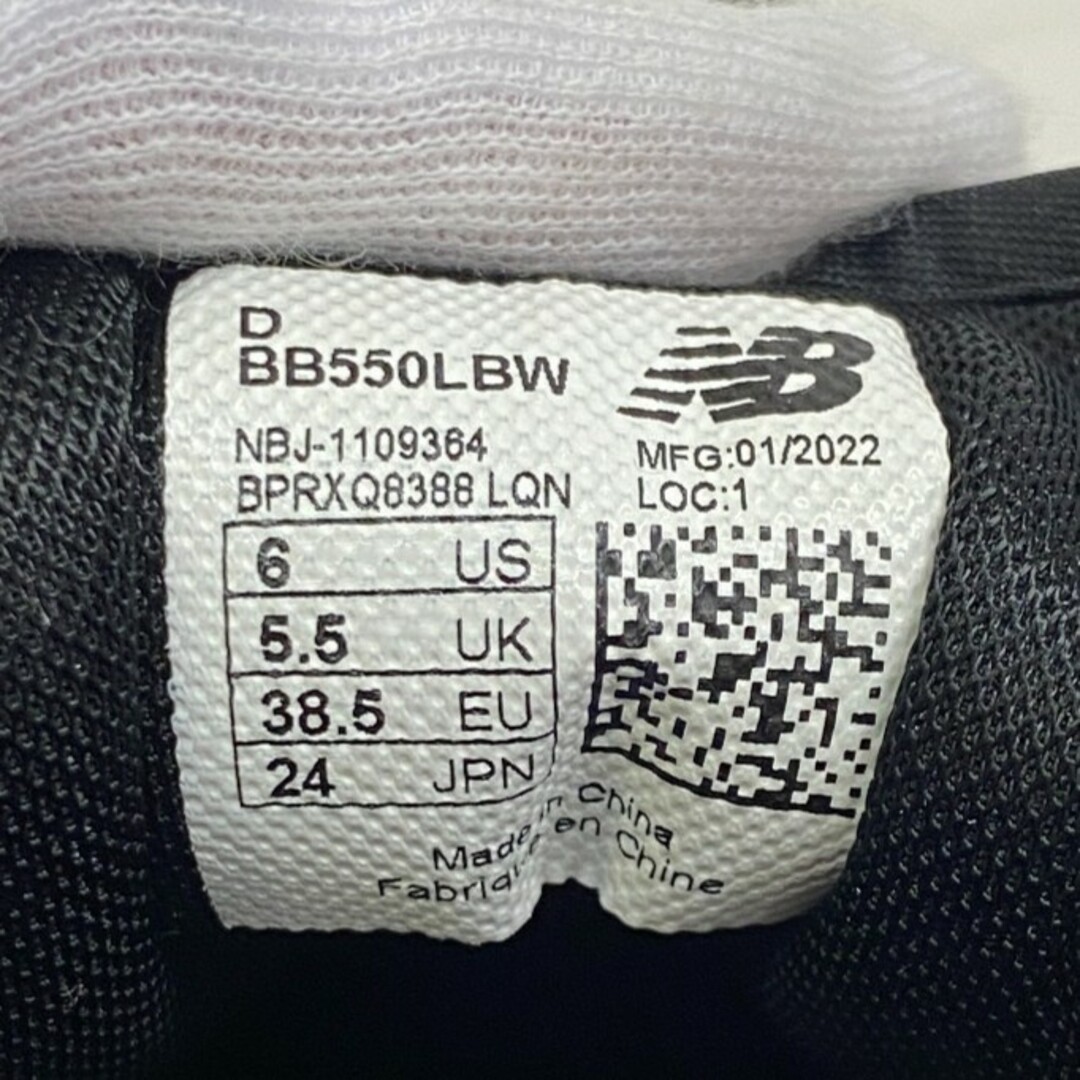 D
BB550LBW
NB
NBJ-1109364
BPRXQ8388 LQN
MFG:01/2022
LOC:1
6 US
5.5 UK
38.5 EU
24 JPN
Made in China
en Chine